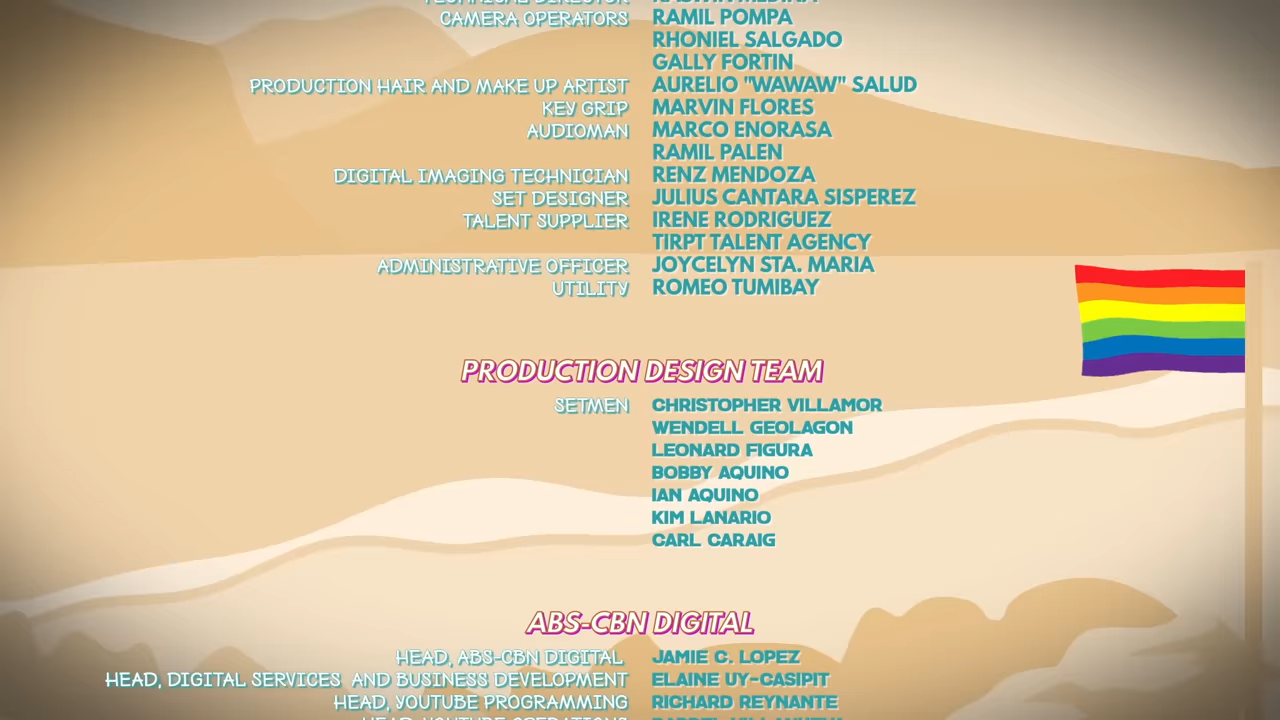 TECHNICAL DIRECTOR
CAMERA OPERATORS RAMIL POMPA
RHONIEL SALGADO
GALLY FORTIN
PRODUCTION HAIR AND MAKE UP ARTIST AURELIO "WAWAW" SALUD
KEY GRIP MARVIN FLORES
AUDIOMAN MARCO ENORASA
RAMIL PALEN
DIGITAL IMAGING TECHNICIAN RENZ MENDOZA
SET DESIGNER JULIUS CANTARA SISPEREZ
TALENT SUPPLIER IRENE RODRIGUEZ
TIRPT TALENT AGENCY
ADMINISTRATIVE OFFICER JOYCELYN STA. MARIA
UTILITY ROMEO TUMIBAY
PRODUCTION DESIGN TEAM
SETMEN CHRISTOPHER VILLAMOR
WENDELL GEOLAGON
LEONARD FIGURA
BOBBY AQUINO
IAN AQUINO
KIM LANARIO
CARL CARAIG
ABS-CBN DIGITAL
HEAD, ABS-CBN DIGITAL JAMIE C. LOPEZ
HEAD, DIGITAL SERVICES AND BUSINESS DEVELOPMENT ELAINE UY-CASIPIT
HEAD, YOUTUBE PROGRAMMING RICHARD REYNANTE